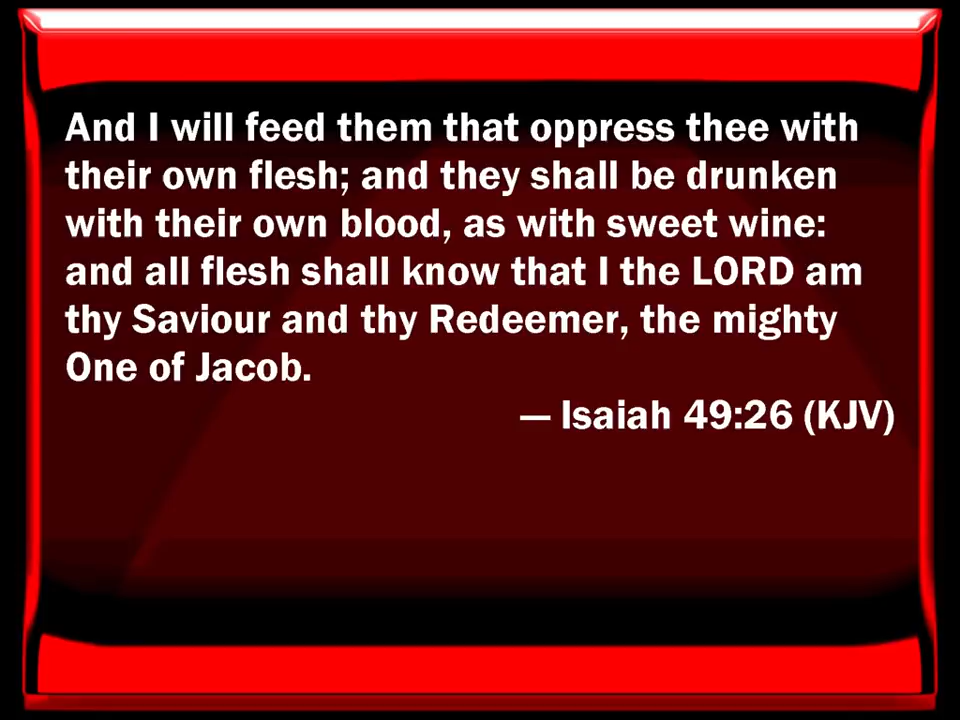 And I will feed them that oppress thee with
their own flesh; and they shall be drunken
with their own blood, as with sweet wine:
and all flesh shall know that I the LORD am
thy Saviour and thy Redeemer, the mighty
One of Jacob.
— Isaiah 49:26 (KJV)